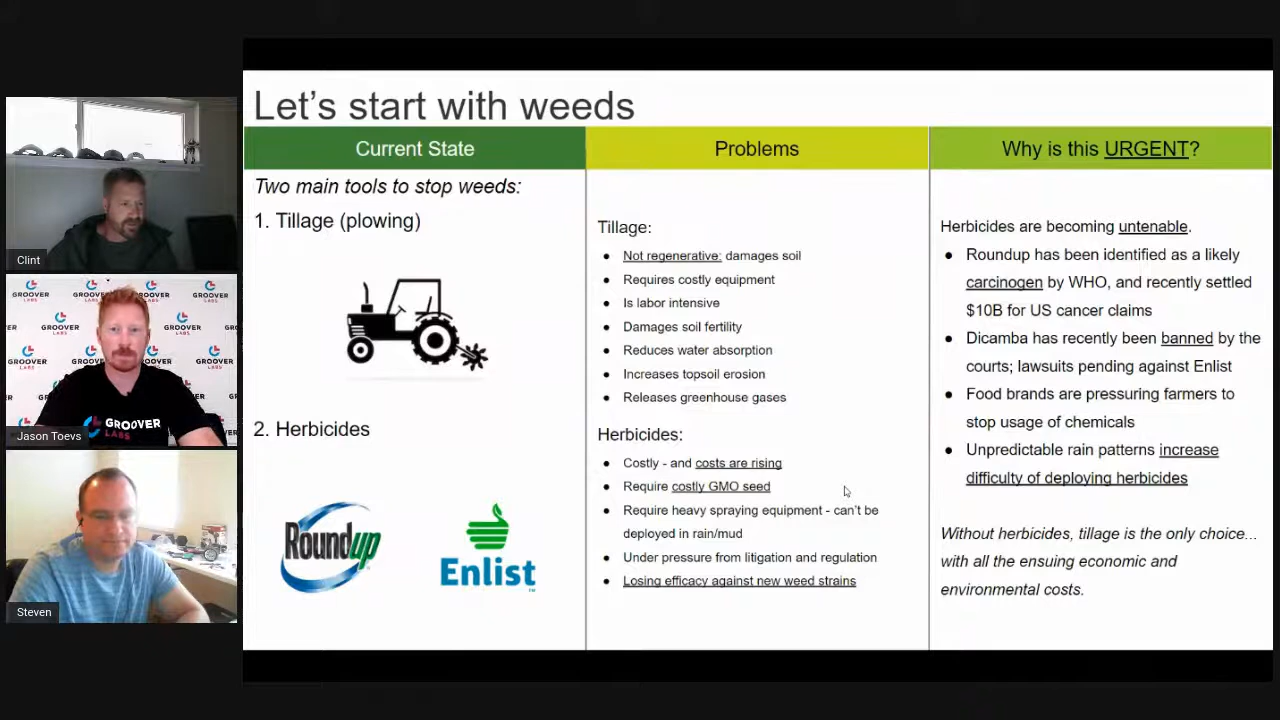 Let's start with weeds
Current State
Problems
Why is this URGENT?
Two main tools to stop weeds:
1. Tillage (plowing)
2. Herbicides
Roundup
Enlist
Tillage:
Not regenerative: damages soil
Requires costly equipment
Is labor intensive
Damages soil fertility
Reduces water absorption
Increases topsoil erosion
Releases greenhouse gases
Herbicides:
Costly - and costs are rising
Require costly GMO seed
Require heavy spraying equipment - can't be
deployed in rain/mud
Under pressure from litigation and regulation
Losing efficacy against new weed strains
Herbicides are becoming untenable.
Roundup has been identified as a likely
carcinogen by WHO, and recently settled
$10B for US cancer claims
Dicamba has recently been banned by the
courts; lawsuits pending against Enlist
Food brands are pressuring farmers to
stop usage of chemicals
Unpredictable rain patterns increase
difficulty of deploying herbicides
Without herbicides, tillage is the only choice...
with all the ensuing economic and
environmental costs.
Clint
GROOVER
LABS
GROOVER
LABS
GROOVER
LABS
Jason Toevs
Steven